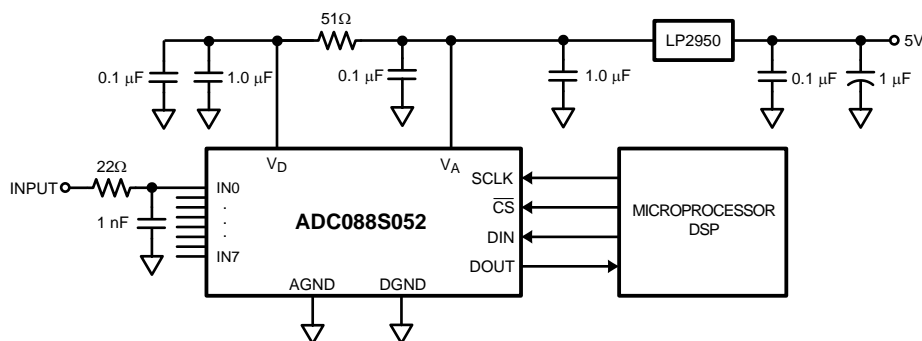 51Ω
LP2950
5V
0.1 µF
1.0 µF
0.1 µF
1.0 µF
0.1 µF
1 µF
V_D
V_A
22Ω
INPUT
IN0
SCLK
CS
MICROPROCESSOR
DSP
1 nF
.
.
.
ADC088S052
DIN
IN7
DOUT
AGND
DGND